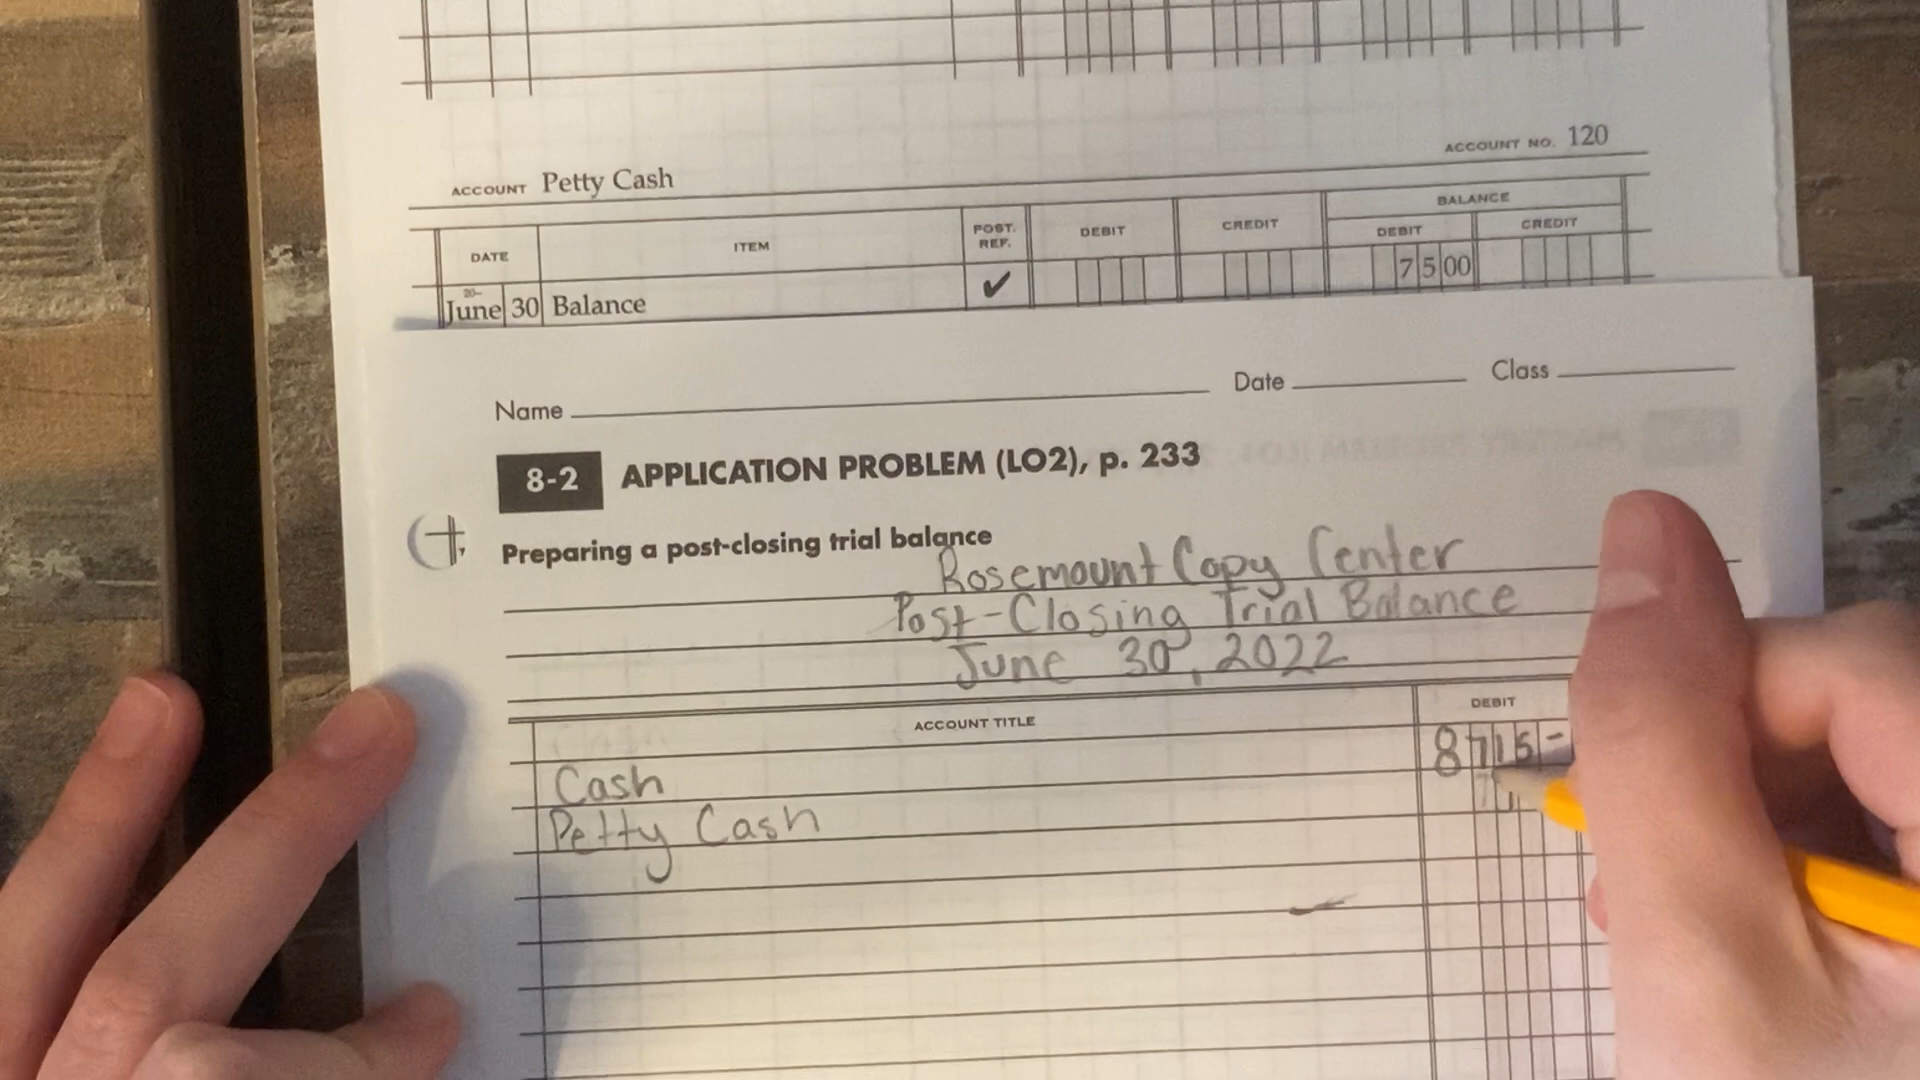 ACCOUNT NO. 120
ACCOUNT Petty Cash
DATE ITEM POST. REF. DEBIT CREDIT BALANCE DEBIT CREDIT
20–
June 30 Balance ✔ 75 00
Name Date Class
8-2 APPLICATION PROBLEM (LO2), p. 233
Preparing a post-closing trial balance
Rosemount Copy Center
Post-Closing Trial Balance
June 30, 2022
ACCOUNT TITLE DEBIT
Cash 8715 –
Petty Cash